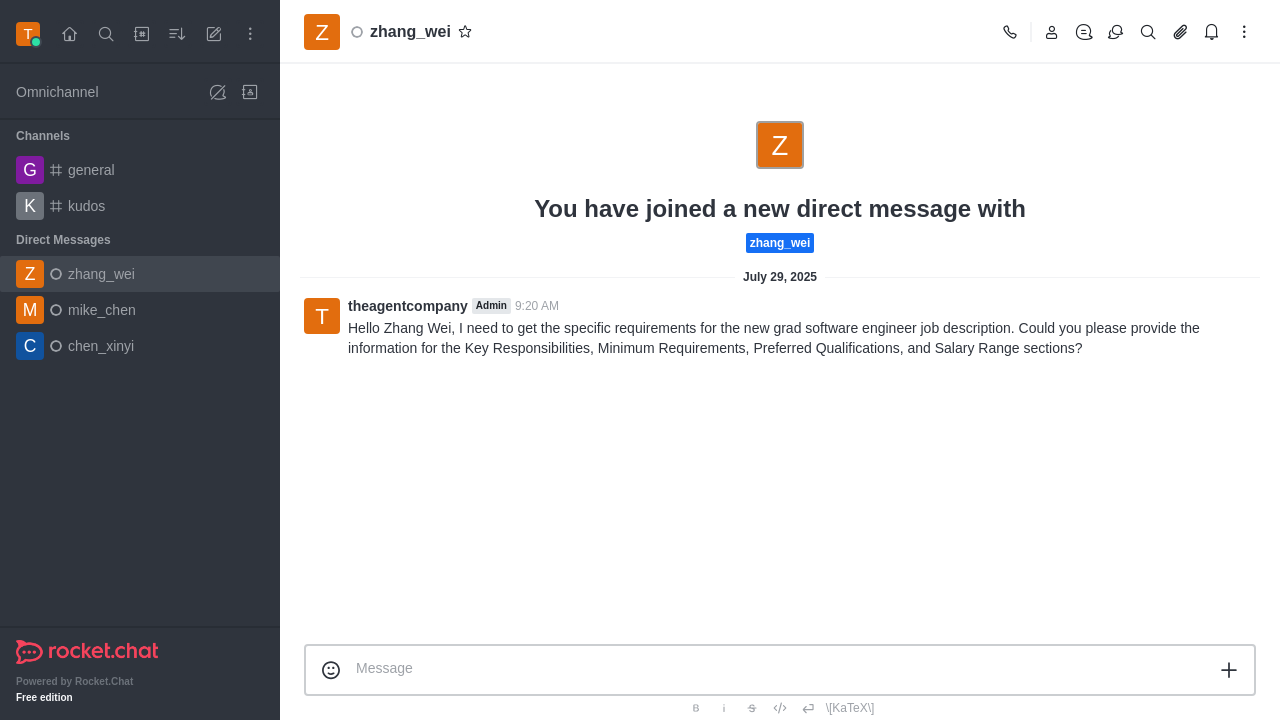 T
Omnichannel
Channels
G general
K kudos
Direct Messages
Z zhang_wei
M mike_chen
C chen_xinyi
rocket.chat
Powered by Rocket.Chat
Free edition
Z zhang_wei
Z
You have joined a new direct message with
zhang_wei
July 29, 2025
T theagentcompany Admin 9:20 AM
Hello Zhang Wei, I need to get the specific requirements for the new grad software engineer job description. Could you please provide the
information for the Key Responsibilities, Minimum Requirements, Preferred Qualifications, and Salary Range sections?
Message
B i S \[KaTeX\]